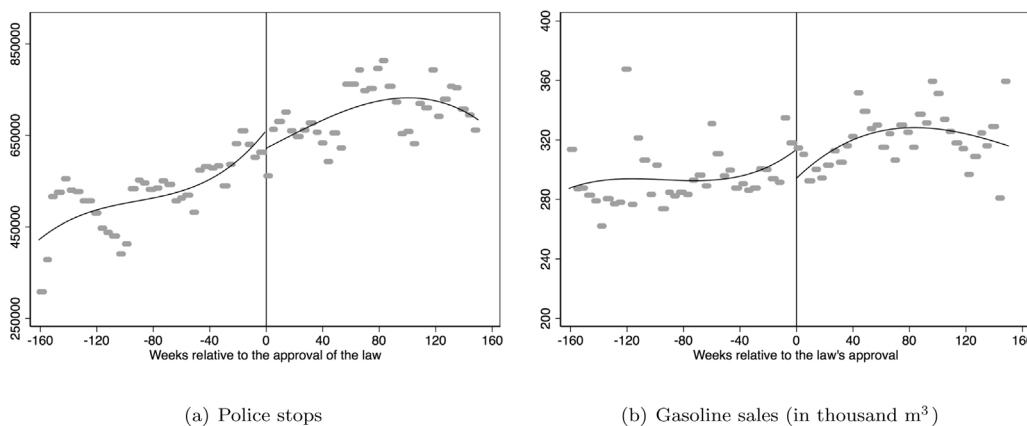 850000
650000
450000
250000
-160 -120 -80 -40 0 40 80 120 160
Weeks relative to the approval of the law
(a) Police stops
400
360
320
280
240
200
-160 -120 -80 -40 0 40 80 120 160
Weeks relative to the law's approval
(b) Gasoline sales (in thousand m³)